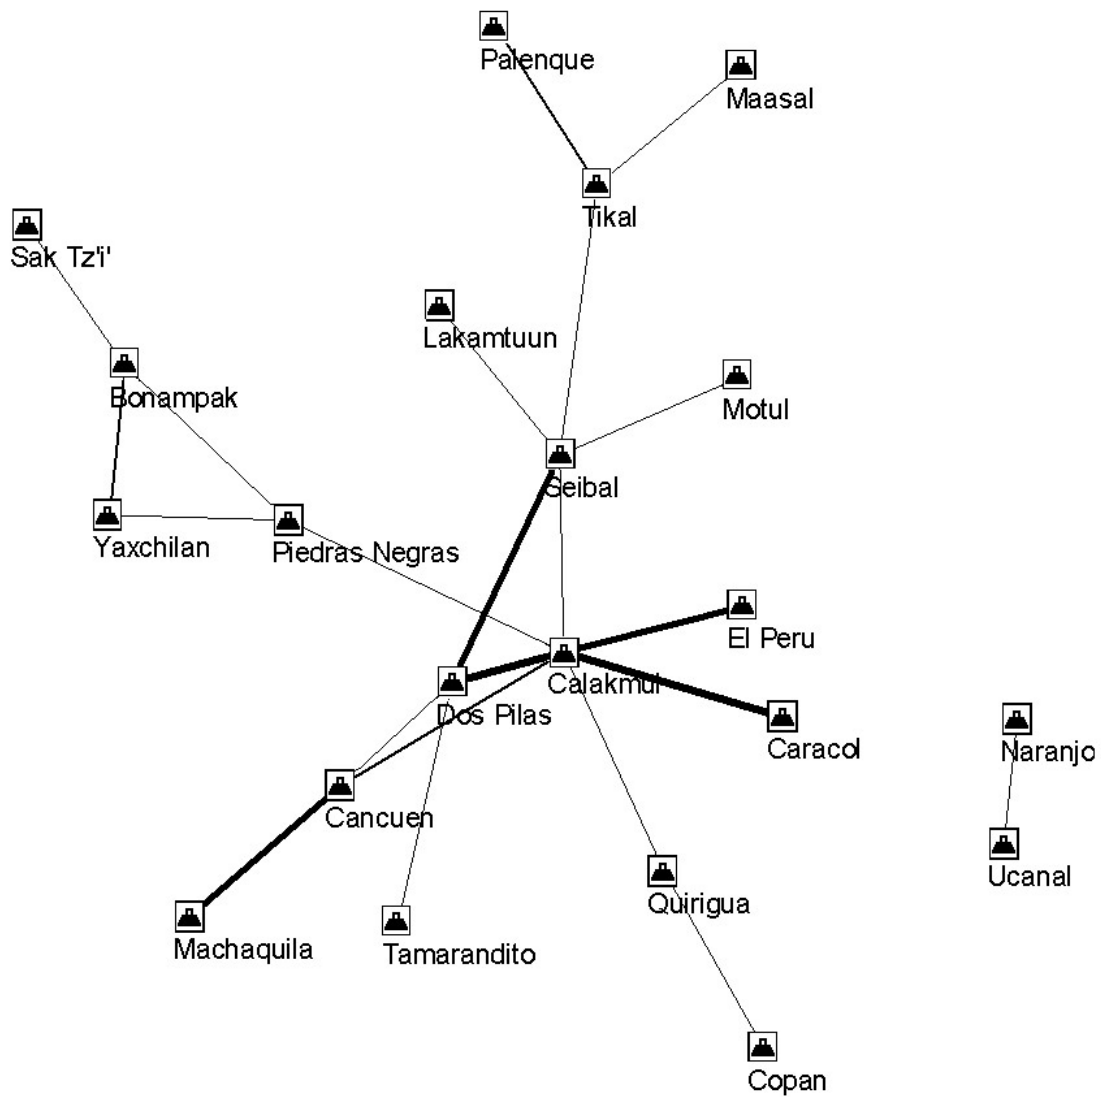 Palenque
Maasal
Tikal
Sak Tz'i'
Lakamtuun
Bonampak
Motul
Seibal
Yaxchilan
Piedras Negras
El Peru
Calakmul
Dos Pilas
Caracol
Naranjo
Cancuen
Ucanal
Quirigua
Machaquila
Tamarandito
Copan